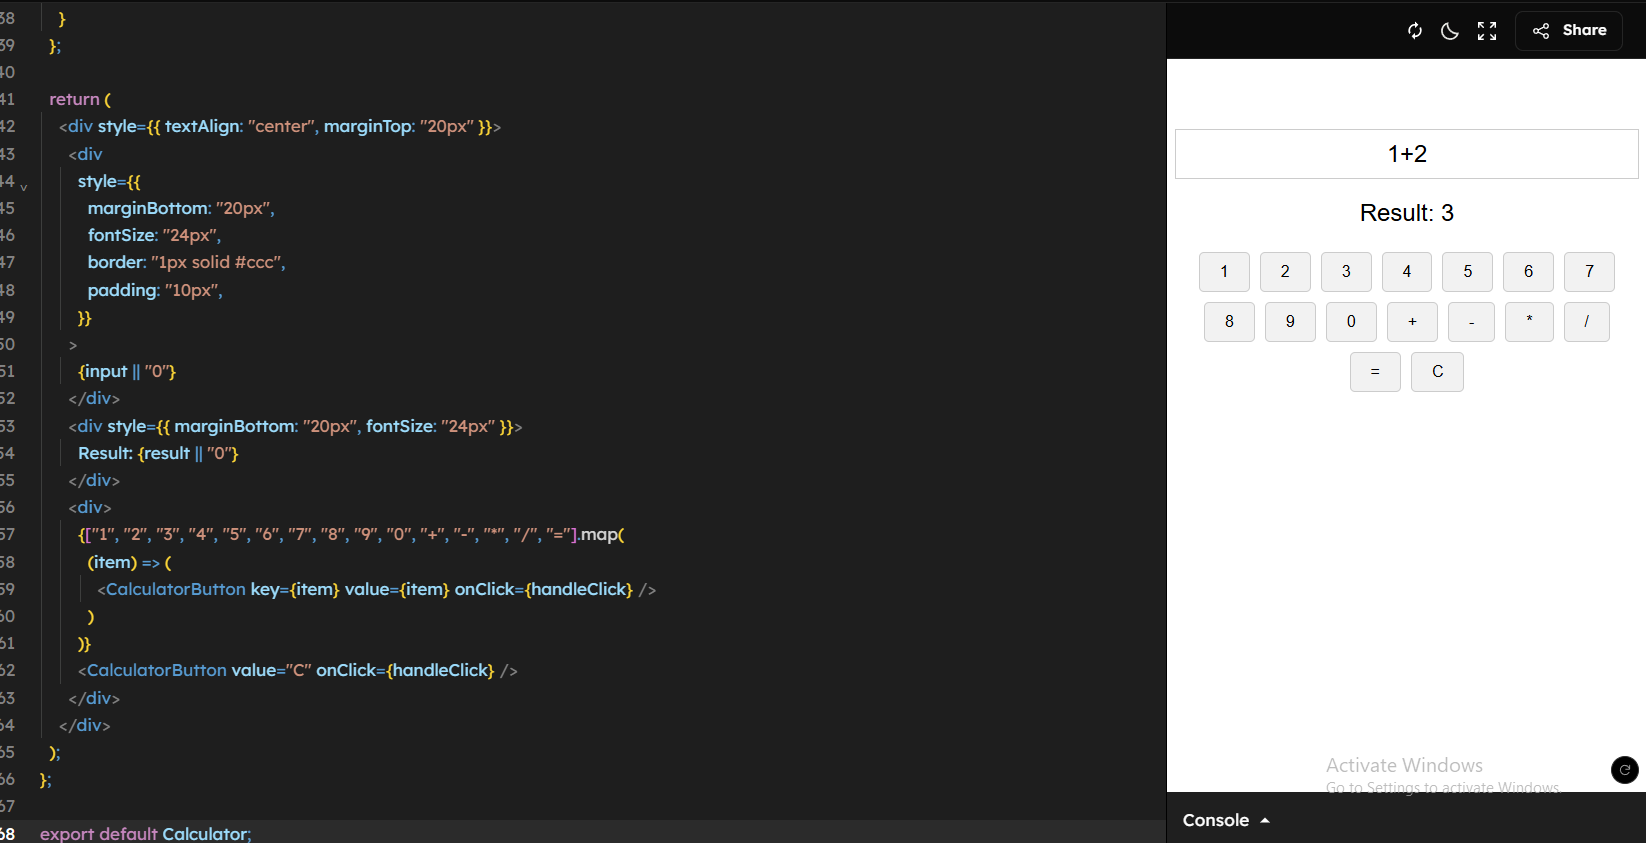 38 }
39 };
40
41 return (
42 <div style={{ textAlign: "center", marginTop: "20px" }}>
43 <div
44 style={{
45 marginBottom: "20px",
46 fontSize: "24px",
47 border: "1px solid #ccc",
48 padding: "10px",
49 }}
50 >
51 {input || "0"}
52 </div>
53 <div style={{ marginBottom: "20px", fontSize: "24px" }}>
54 Result: {result || "0"}
55 </div>
56 <div>
57 {["1", "2", "3", "4", "5", "6", "7", "8", "9", "0", "+", "-", "*", "/", "="].map(
58 (item) => (
59 <CalculatorButton key={item} value={item} onClick={handleClick} />
60 )
61 )}
62 <CalculatorButton value="C" onClick={handleClick} />
63 </div>
64 </div>
65 );
66 };
67
68 export default Calculator;
Share
1+2
Result: 3
1 2 3 4 5 6 7
8 9 0 + - * /
= C
Activate Windows
Go to Settings to activate Windows.
Console